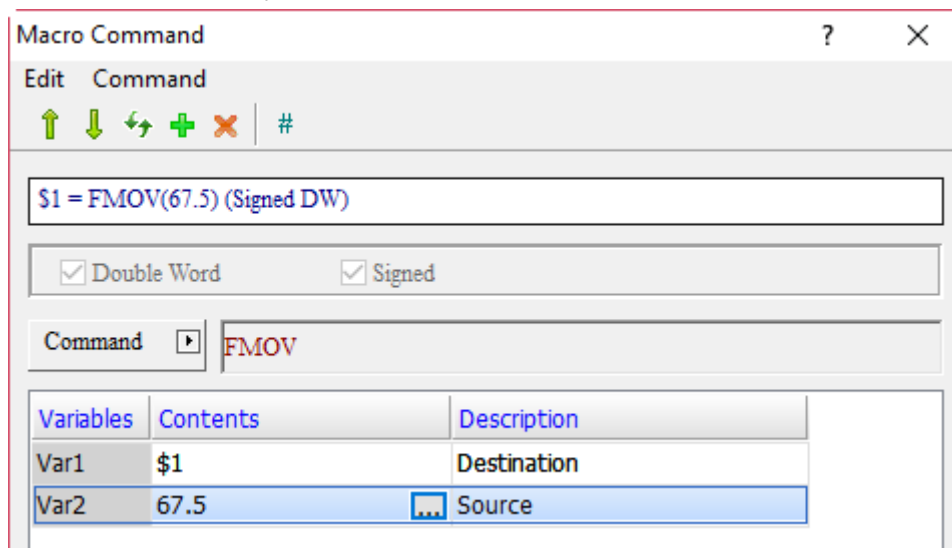 Macro Command ?
Edit Command
#
$1 = FMOV(67.5) (Signed DW)
Double Word Signed
Command FMOV
Variables Contents Description
Var1 $1 Destination
Var2 67.5 ... Source